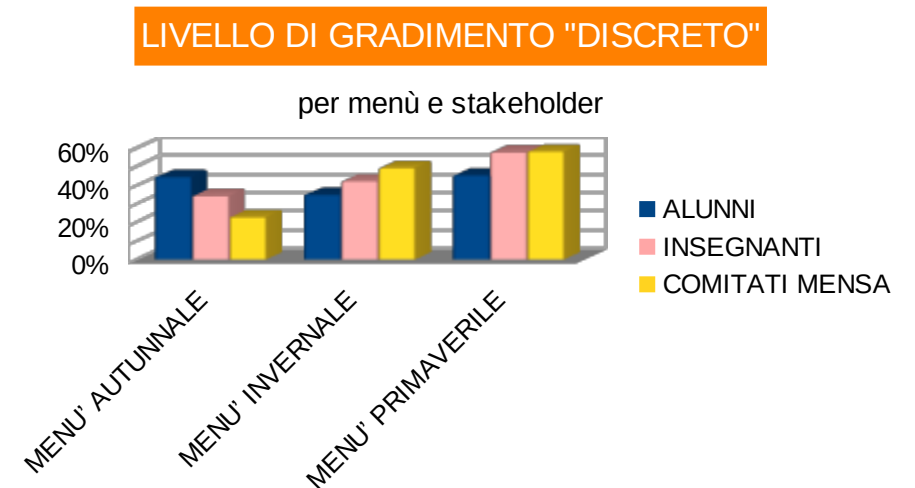 LIVELLO DI GRADIMENTO "DISCRETO"
per menù e stakeholder
60%
40%
20%
0%
ALUNNI
INSEGNANTI
COMITATI MENSA
MENU' AUTUNNALE
MENU' INVERNALE
MENU' PRIMAVERILE